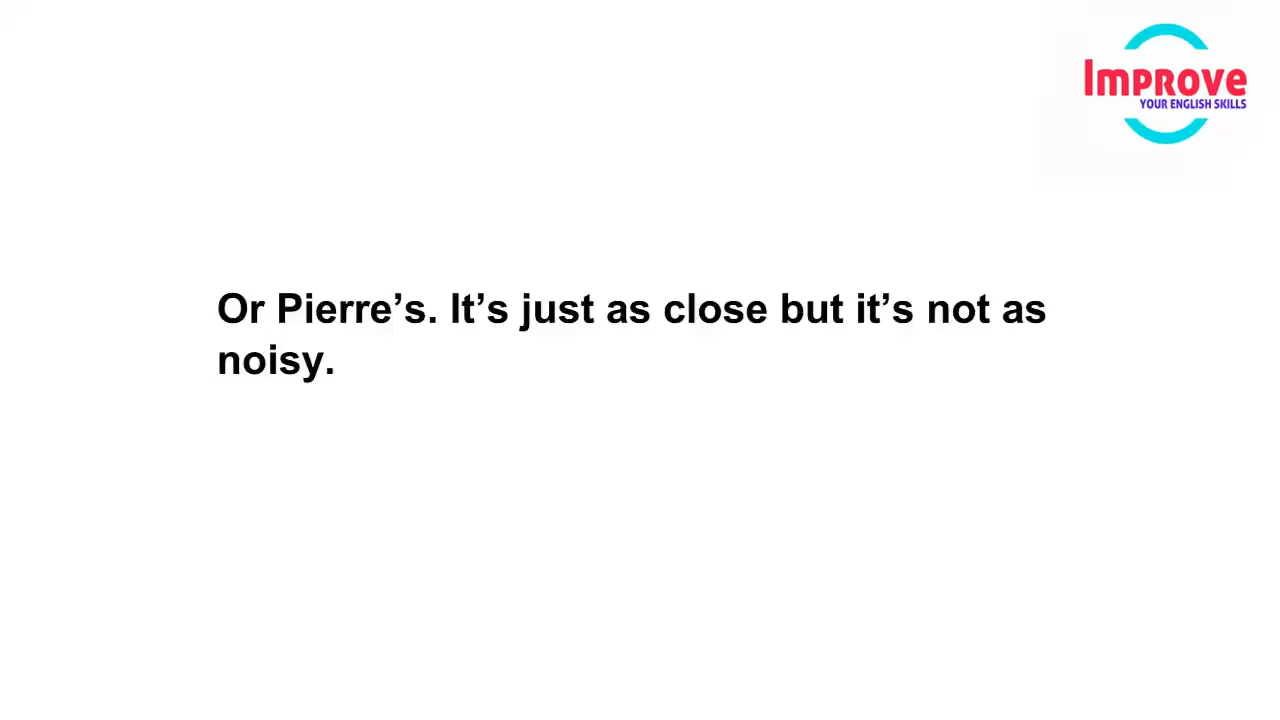 Improve
YOUR ENGLISH SKILLS
Or Pierre’s. It’s just as close but it’s not as
noisy.